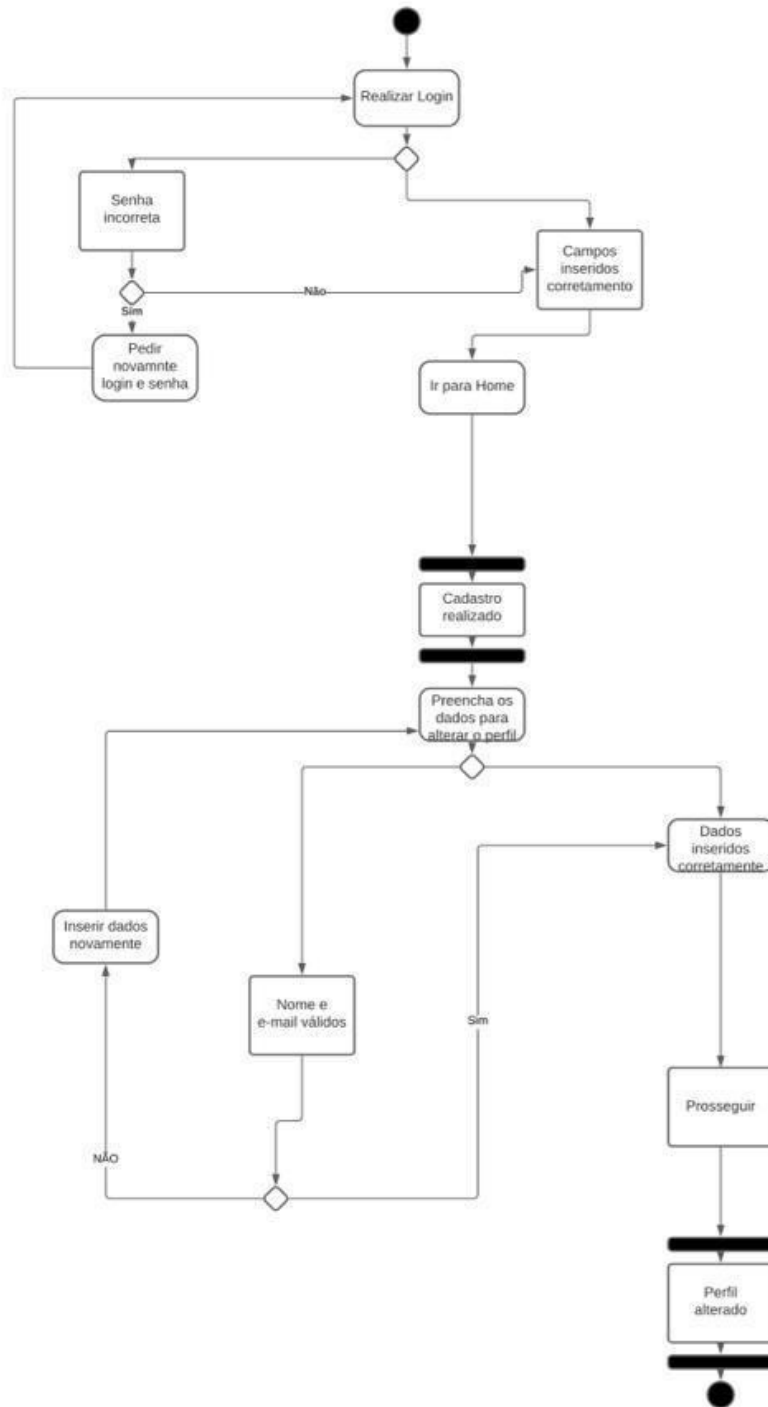 Realizar Login
Senha
incorreta
Campos
inseridos
corretamento
Não
Sim
Pedir
novamnte
login e senha
Ir para Home
Cadastro
realizado
Preencha os
dados para
alterar o perfil
Dados
inseridos
corretamente
Inserir dados
novamente
Nome e
e-mail válidos
Sim
Prosseguir
NÃO
Perfil
alterado